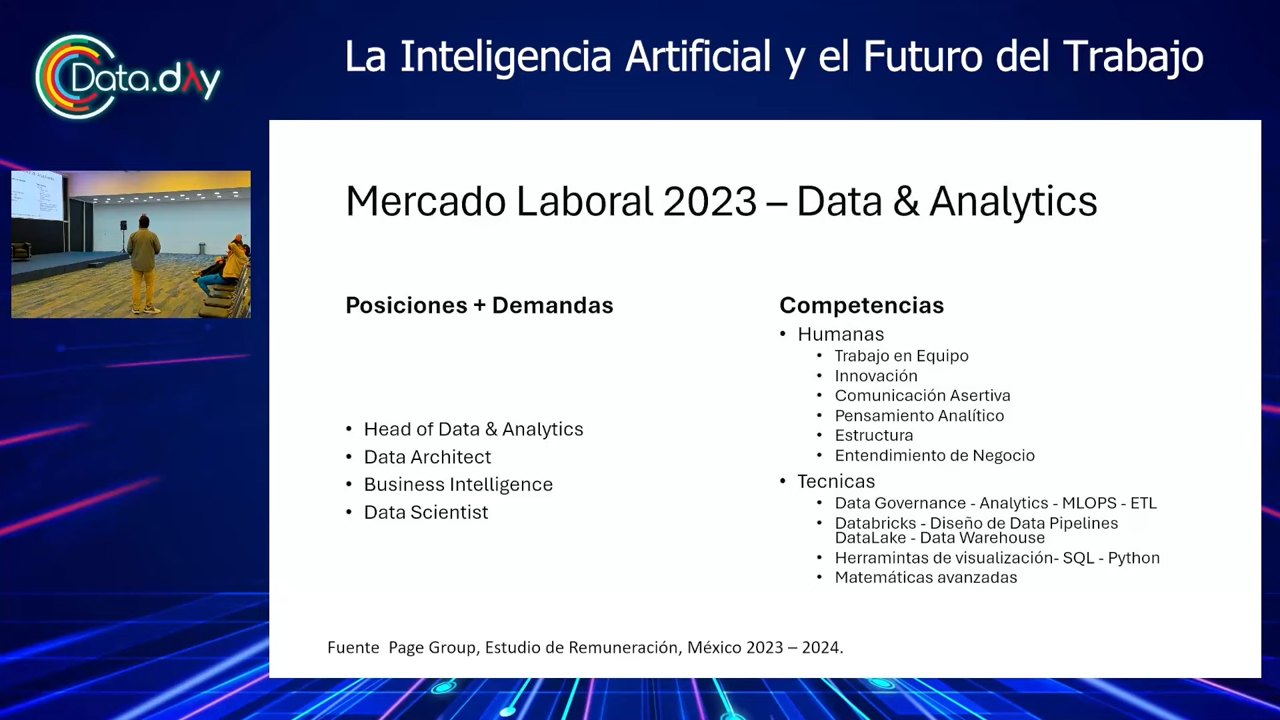 Data.dλy
La Inteligencia Artificial y el Futuro del Trabajo
Mercado Laboral 2023 – Data & Analytics
Posiciones + Demandas
• Head of Data & Analytics
• Data Architect
• Business Intelligence
• Data Scientist
Competencias
• Humanas
• Trabajo en Equipo
• Innovación
• Comunicación Asertiva
• Pensamiento Analítico
• Estructura
• Entendimiento de Negocio
• Tecnicas
• Data Governance - Analytics - MLOPS - ETL
• Databricks - Diseño de Data Pipelines
DataLake - Data Warehouse
• Herramintas de visualización- SQL - Python
• Matemáticas avanzadas
Fuente Page Group, Estudio de Remuneración, México 2023 – 2024.